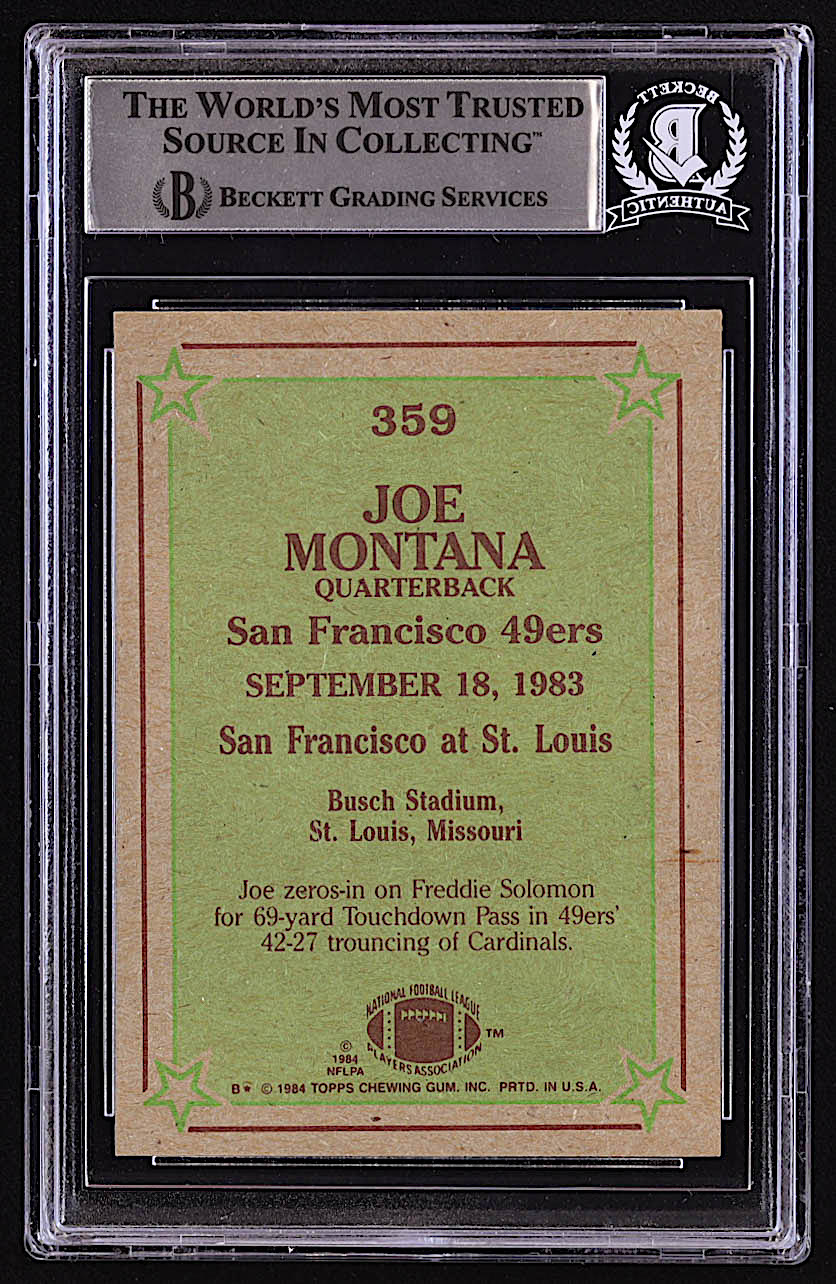 THE WORLD'S MOST TRUSTED
SOURCE IN COLLECTING™
B BECKETT GRADING SERVICES
BECKETT
B
AUTHENTIC
359
JOE
MONTANA
QUARTERBACK
San Francisco 49ers
SEPTEMBER 18, 1983
San Francisco at St. Louis
Busch Stadium,
St. Louis, Missouri
Joe zeros-in on Freddie Solomon
for 69-yard Touchdown Pass in 49ers'
42-27 trouncing of Cardinals.
NATIONAL FOOTBALL LEAGUE
PLAYERS ASSOCIATION
TM
©
1984
NFLPA
B* © 1984 TOPPS CHEWING GUM. INC. PRTD. IN U.S.A.